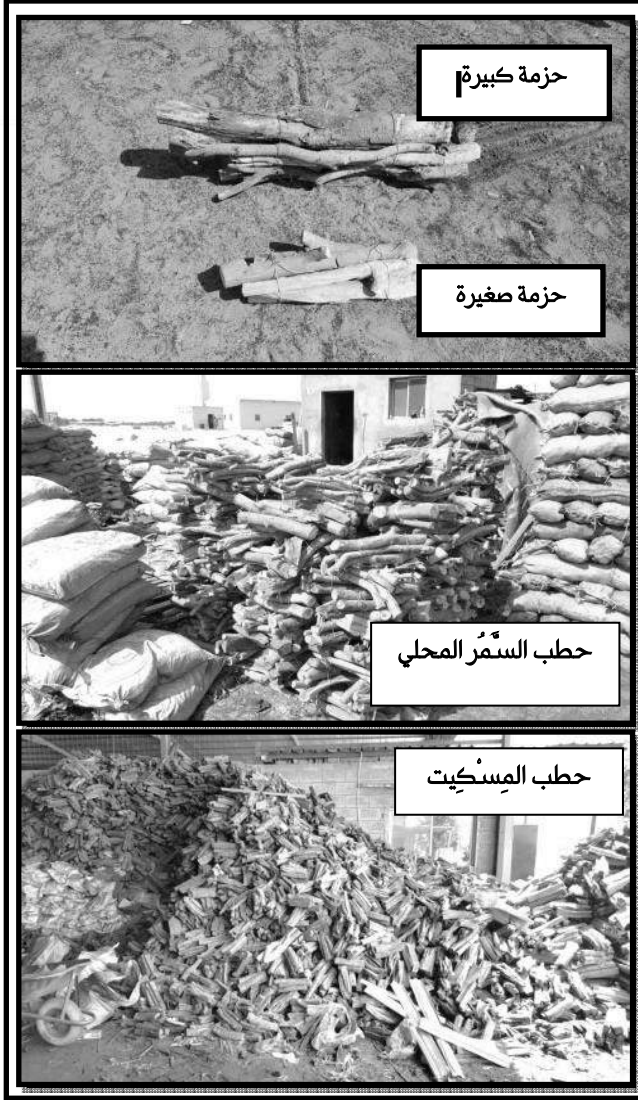 حزمة كبيرة
حزمة صغيرة
حطب السَّمُر المحلي
حطب المِسْكِيت